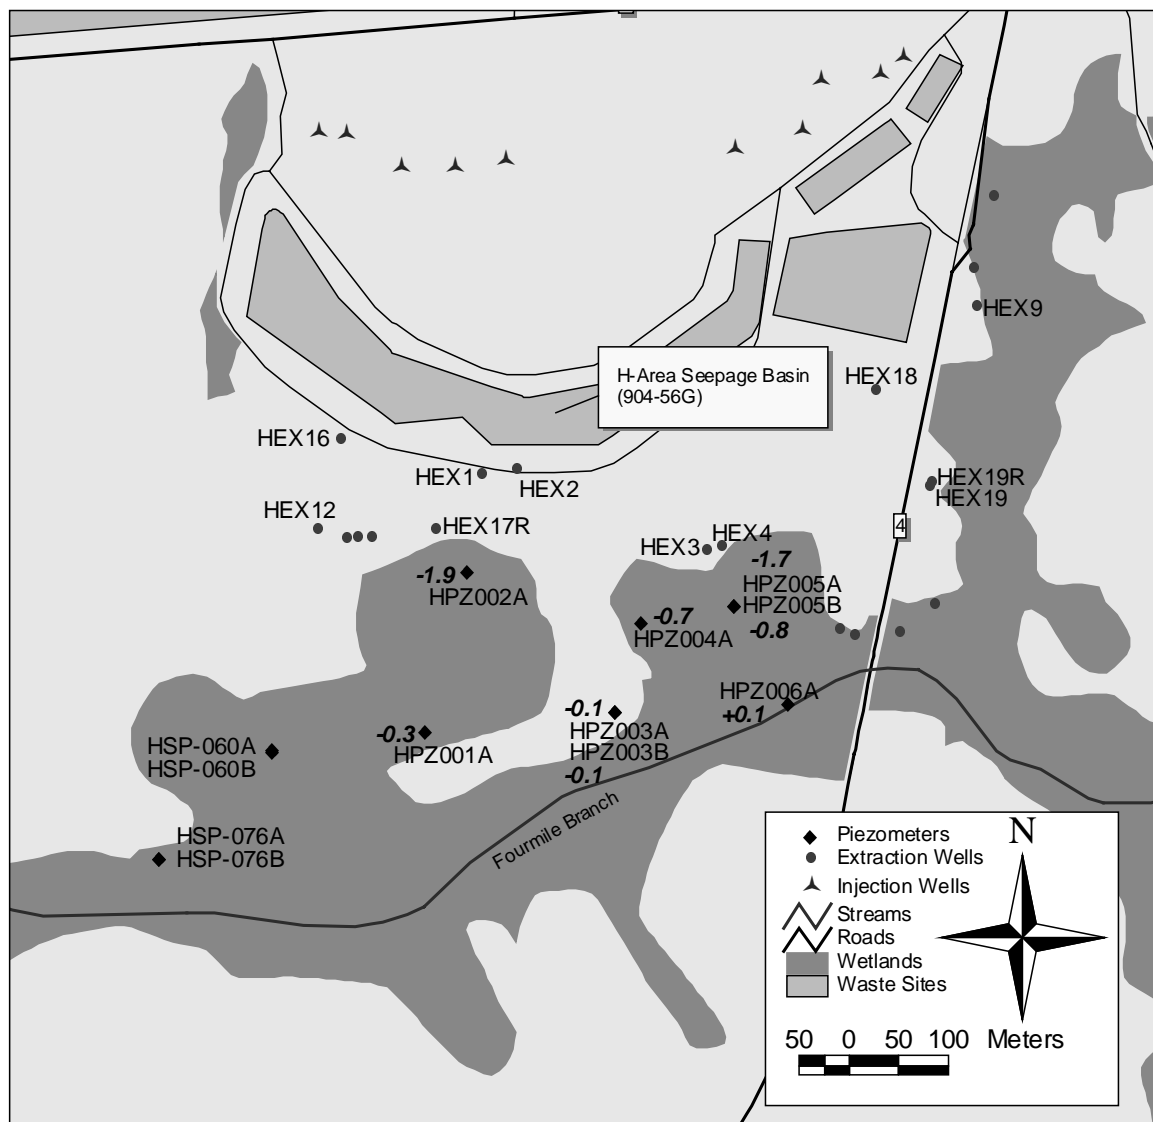 H-Area Seepage Basin
(904-56G)
HEX9
HEX18
HEX16
HEX1
HEX2
HEX19R
HEX19
HEX12
HEX17R
4
HEX3
HEX4
-1.9
HPZ002A
-1.7
HPZ005A
HPZ005B
-0.8
-0.7
HPZ004A
HPZ006A
+0.1
-0.1
HPZ003A
HPZ003B
-0.1
-0.3
HPZ001A
HSP-060A
HSP-060B
HSP-076A
HSP-076B
Fourmile Branch
N
Piezometers
Extraction Wells
Injection Wells
Streams
Roads
Wetlands
Waste Sites
50 0 50 100 Meters